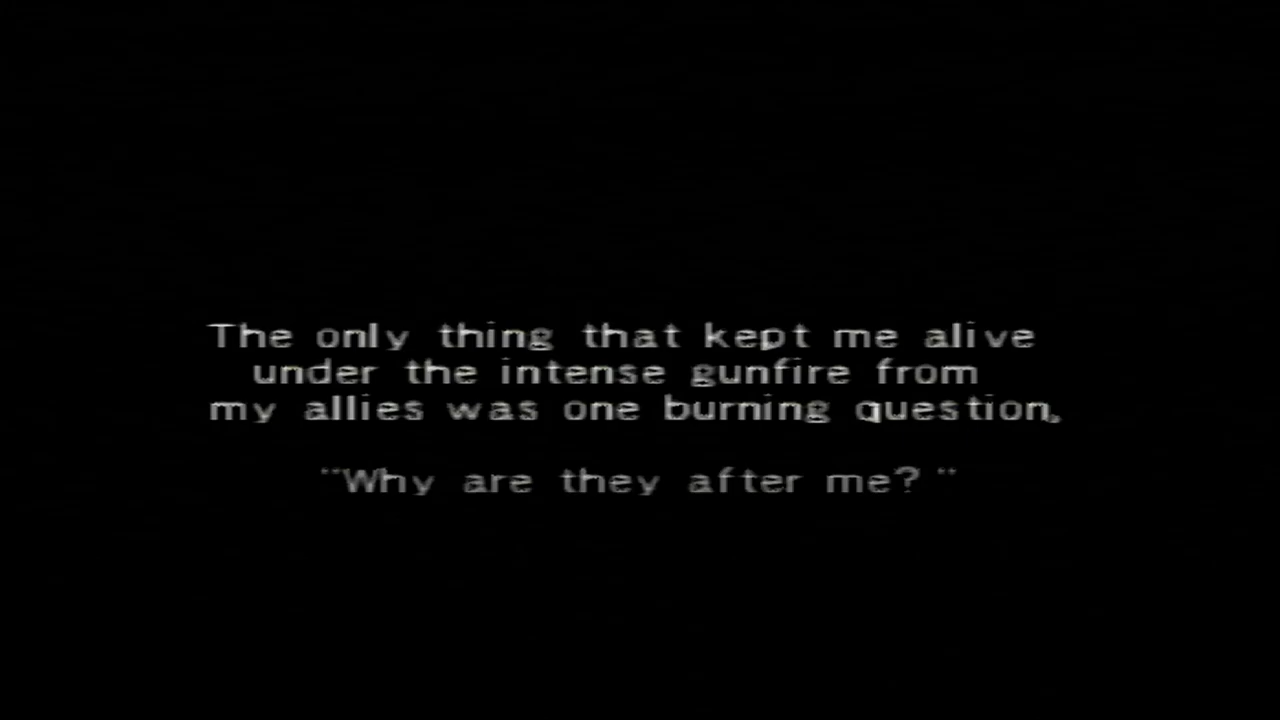 The only thing that kept me alive
under the intense gunfire from
my allies was one burning question,
"Why are they after me? "